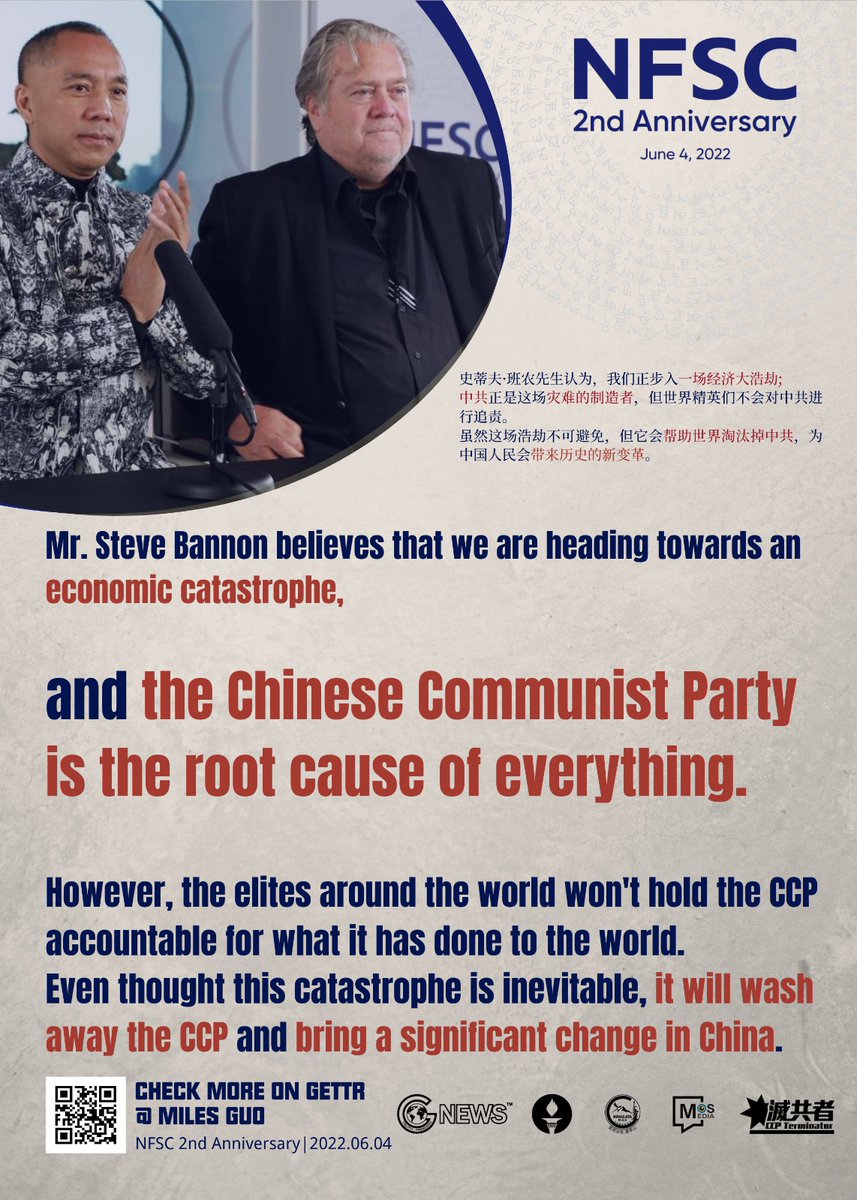 NFSC
2nd Anniversary
June 4, 2022
史蒂夫·班农先生认为，我们正步入一场经济大浩劫;
中共正是这场灾难的制造者，但世界精英们不会对中共进
行追责。
虽然这场浩劫不可避免，但它会帮助世界淘汰掉中共，为
中国人民会带来历史的新变革。
Mr. Steve Bannon believes that we are heading towards an
economic catastrophe,
and the Chinese Communist Party
is the root cause of everything.
However, the elites around the world won't hold the CCP
accountable for what it has done to the world.
Even thought this catastrophe is inevitable, it will wash
away the CCP and bring a significant change in China.
CHECK MORE ON GETTR
@ MILES GUO
NFSC 2nd Anniversary|2022.06.04
GNEWS™
MOS
MEDIA
滅共者
CCP Terminator